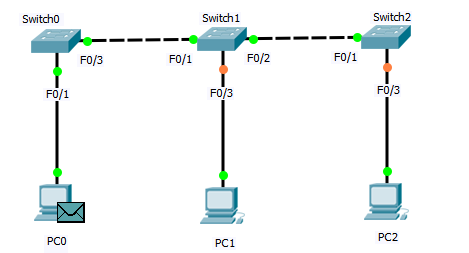 Switch0
Switch1
Switch2
F0/3
F0/1
F0/2
F0/1
F0/1
F0/3
F0/3
PC0
PC1
PC2